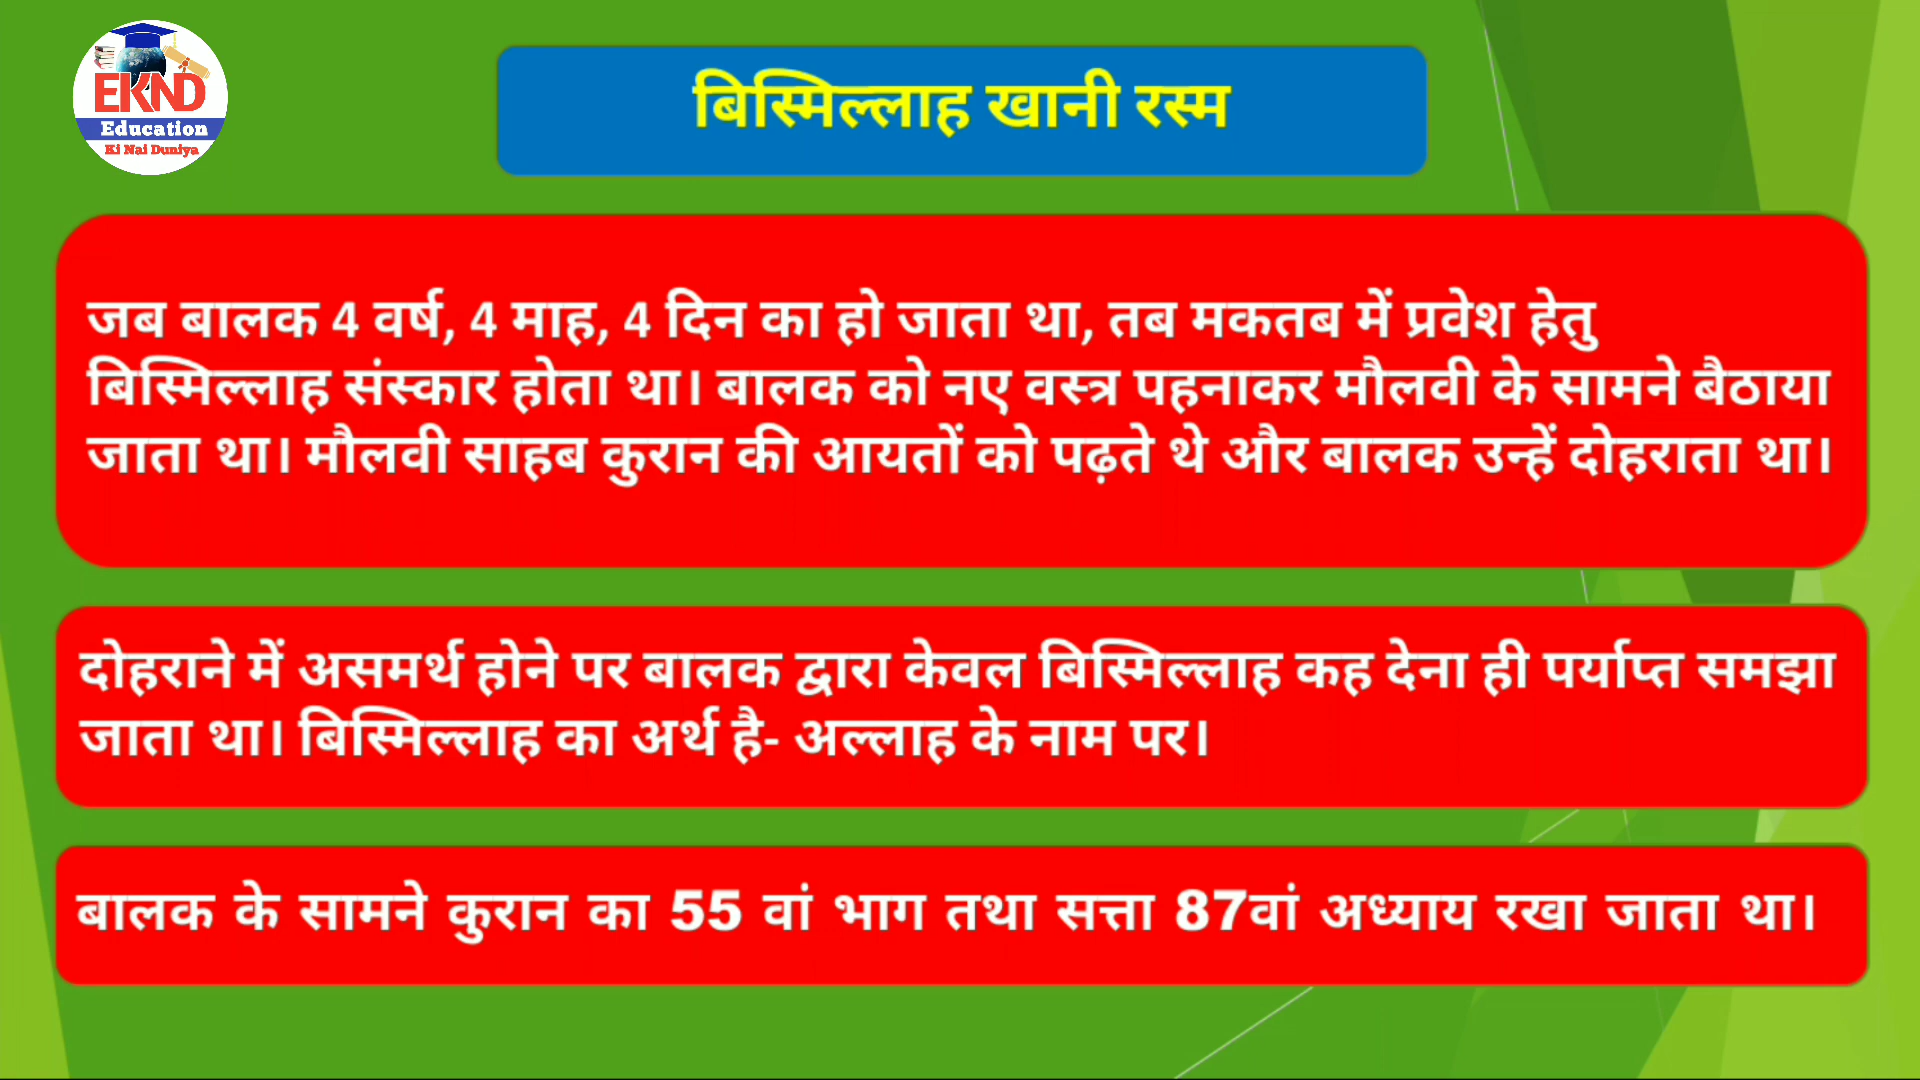 EKND
Education
Ki Nai Duniya
बिस्मिल्लाह खानी रस्म
जब बालक 4 वर्ष, 4 माह, 4 दिन का हो जाता था, तब मकतब में प्रवेश हेतु
बिस्मिल्लाह संस्कार होता था। बालक को नए वस्त्र पहनाकर मौलवी के सामने बैठाया
जाता था। मौलवी साहब कुरान की आयतों को पढ़ते थे और बालक उन्हें दोहराता था।
दोहराने में असमर्थ होने पर बालक द्वारा केवल बिस्मिल्लाह कह देना ही पर्याप्त समझा
जाता था। बिस्मिल्लाह का अर्थ है- अल्लाह के नाम पर।
बालक के सामने कुरान का 55 वां भाग तथा सत्ता 87वां अध्याय रखा जाता था।